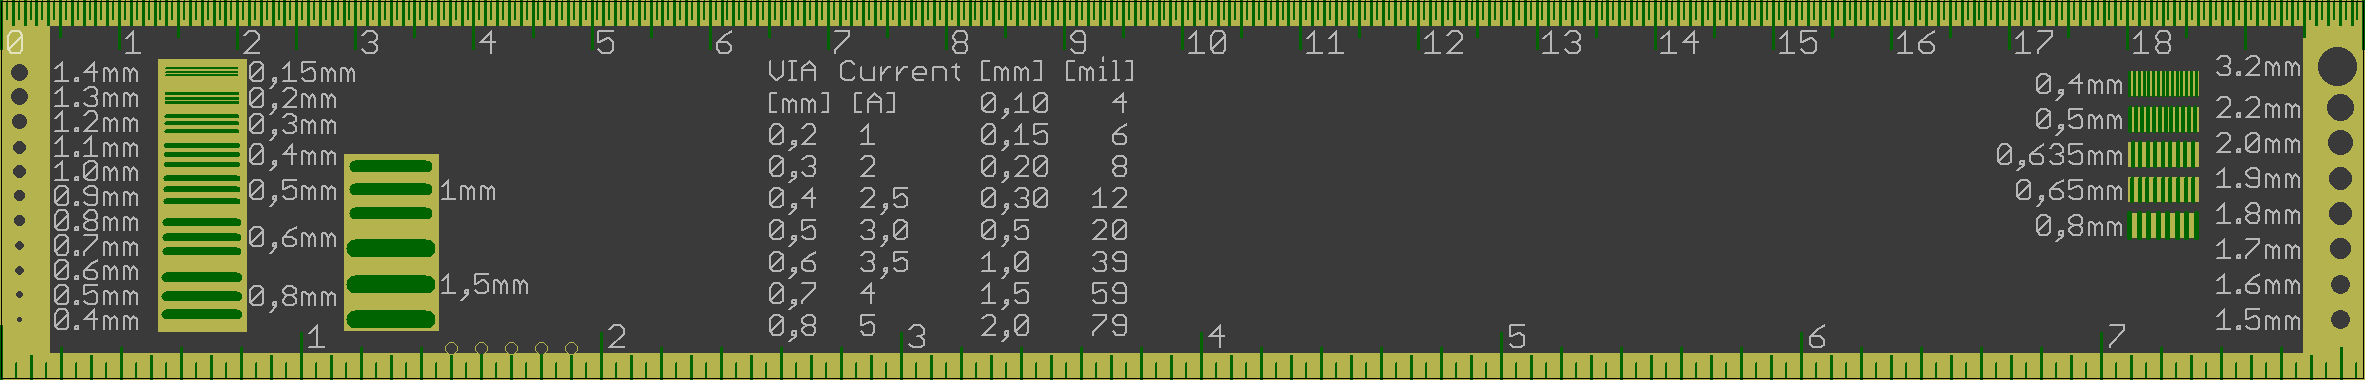 0 1 2 3 4 5 6 7 8 9 10 11 12 13 14 15 16 17 18
1.4mm
1.3mm
1.2mm
1.1mm
1.0mm
0.9mm
0.8mm
0.7mm
0.6mm
0.5mm
0.4mm
0,15mm
0,2mm
0,3mm
0,4mm
0,5mm
0,6mm
0,8mm
1mm
1,5mm
VIA Current [mm] [mil]
[mm] [A] 0,10 4
0,2 1 0,15 6
0,3 2 0,20 8
0,4 2,5 0,30 12
0,5 3,0 0,5 20
0,6 3,5 1,0 39
0,7 4 1,5 59
0,8 5 2,0 79
0,4mm
0,5mm
0,635mm
0,65mm
0,8mm
3.2mm
2.2mm
2.0mm
1.9mm
1.8mm
1.7mm
1.6mm
1.5mm
1 2 3 4 5 6 7